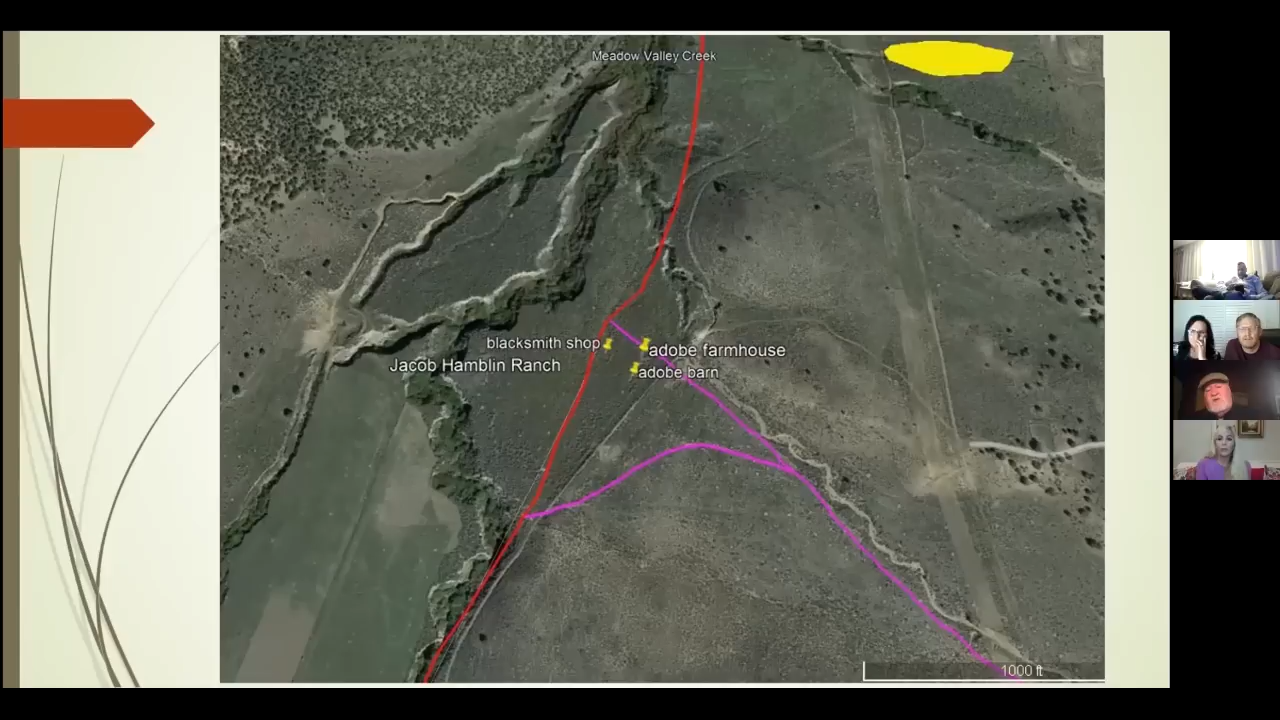 Meadow Valley Creek
blacksmith shop
adobe farmhouse
Jacob Hamblin Ranch
adobe barn
1000 ft